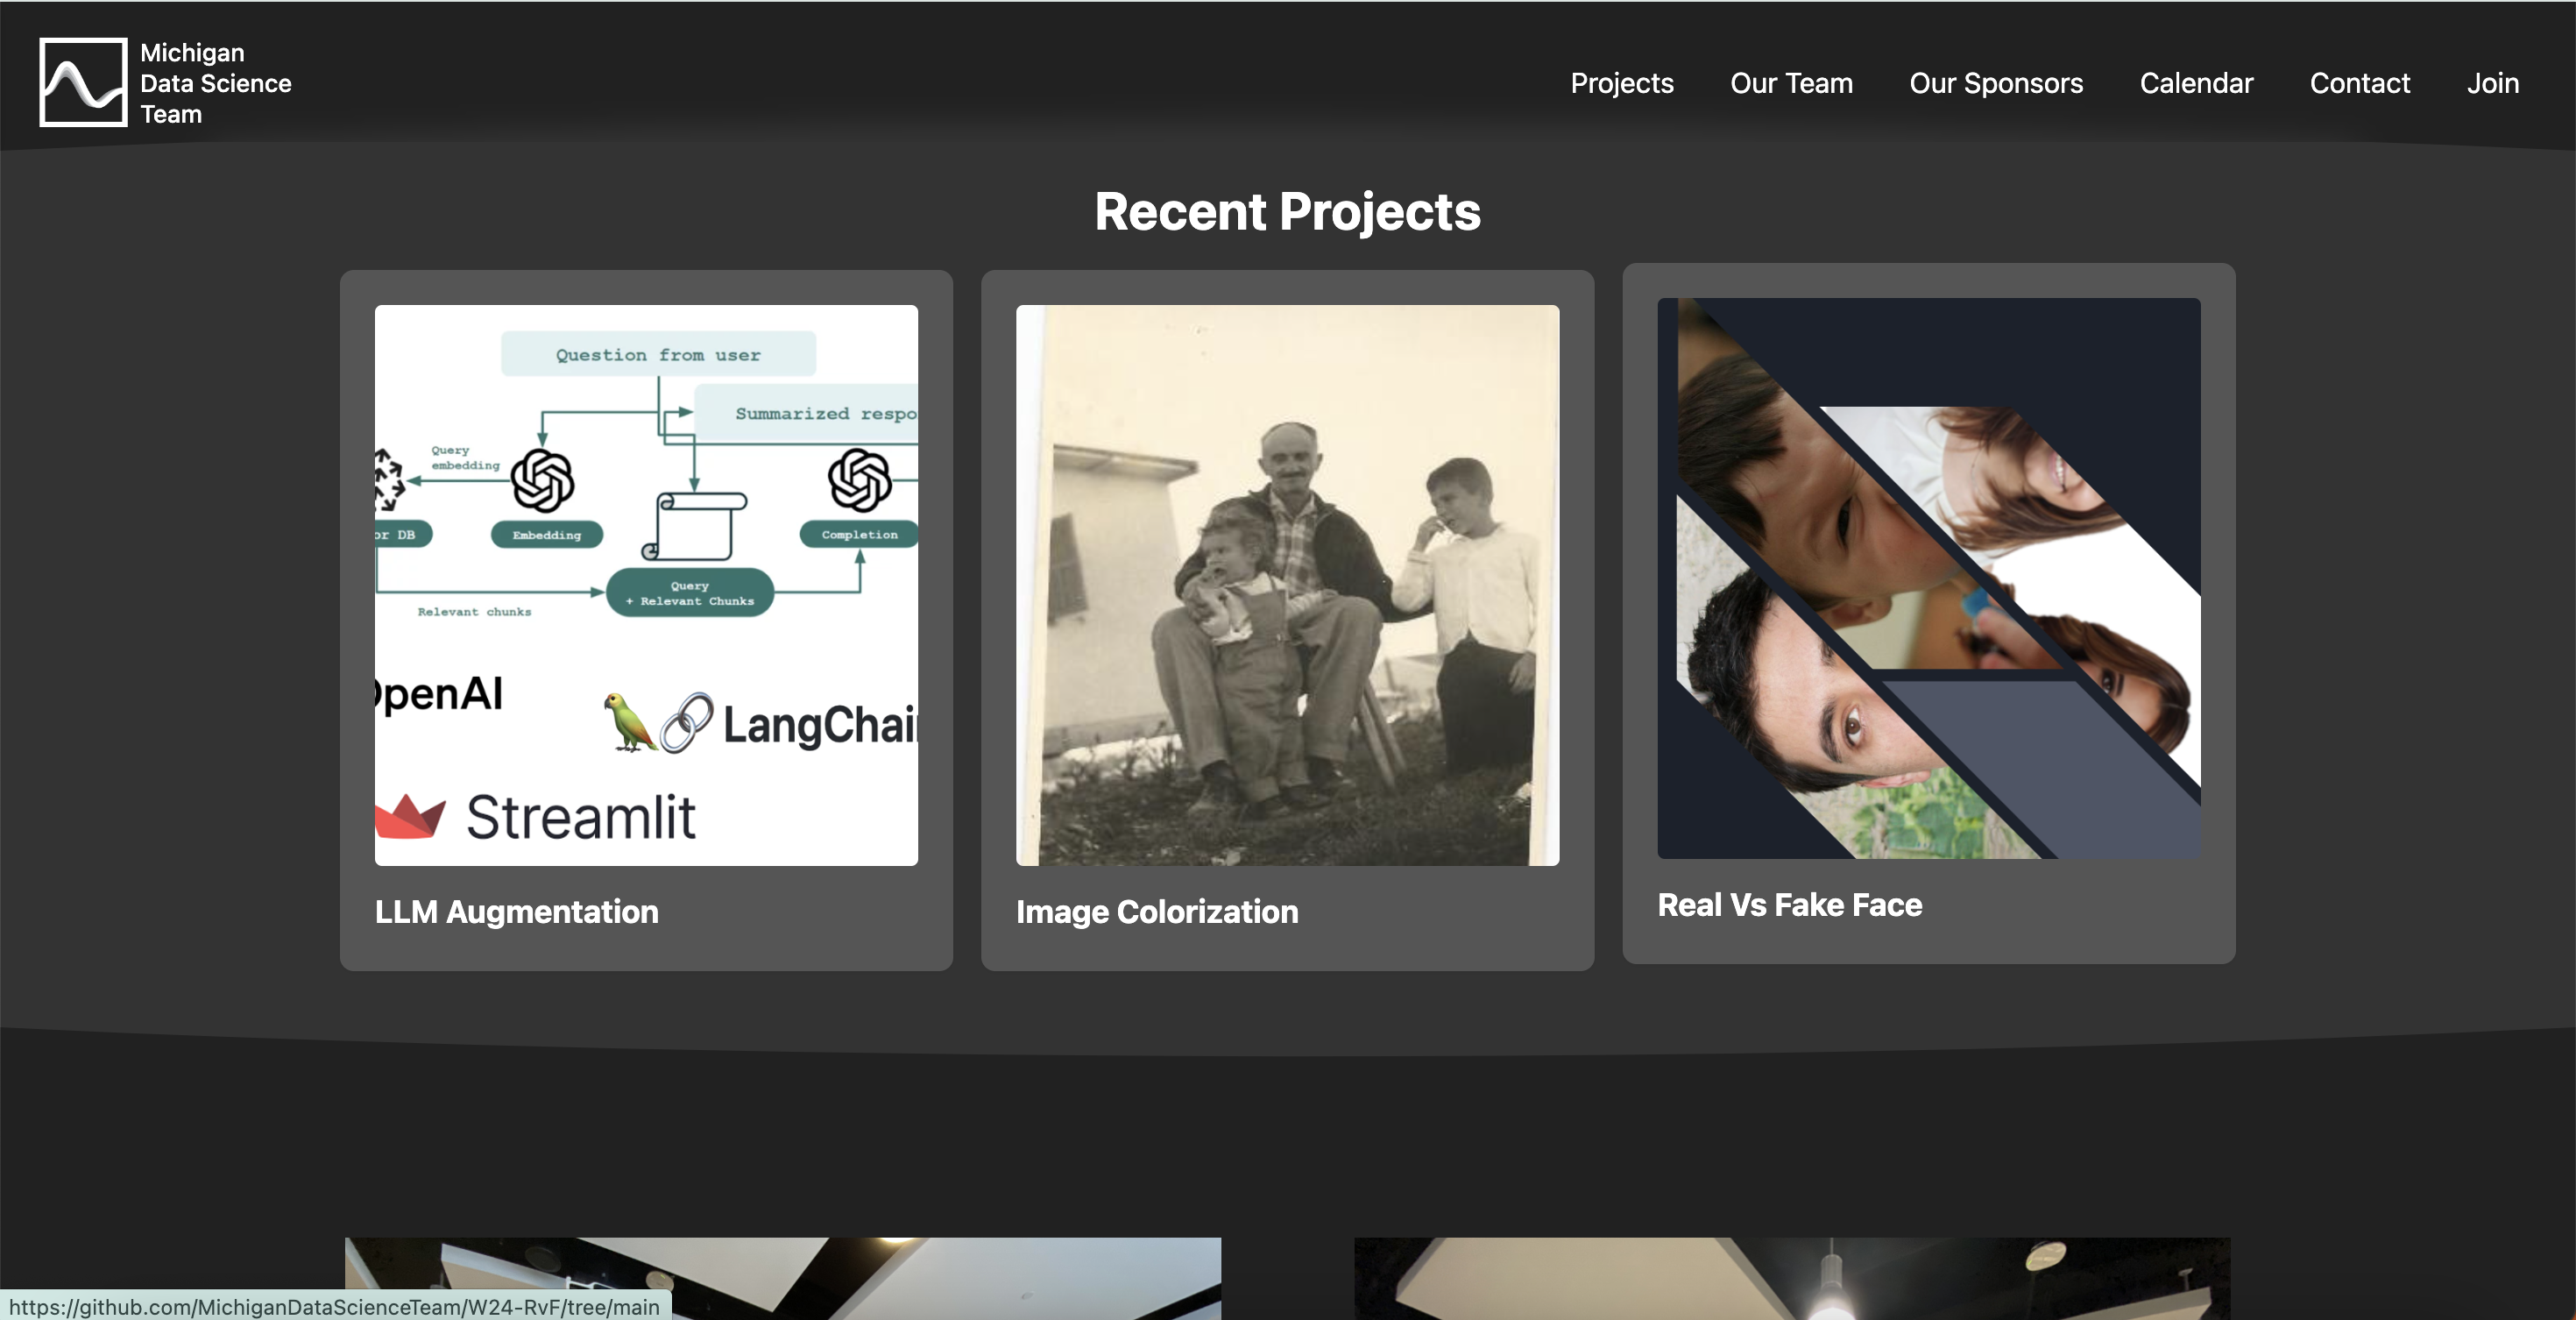 Michigan
Data Science
Team
Projects
Our Team
Our Sponsors
Calendar
Contact
Join
Recent Projects
Question from user
Summarized respo
Query
embedding
or DB
Embedding
Completion
Query
+ Relevant Chunks
Relevant chunks
OpenAI
LangChain
Streamlit
LLM Augmentation
Image Colorization
Real Vs Fake Face
https://github.com/MichiganDataScienceTeam/W24-RvF/tree/main